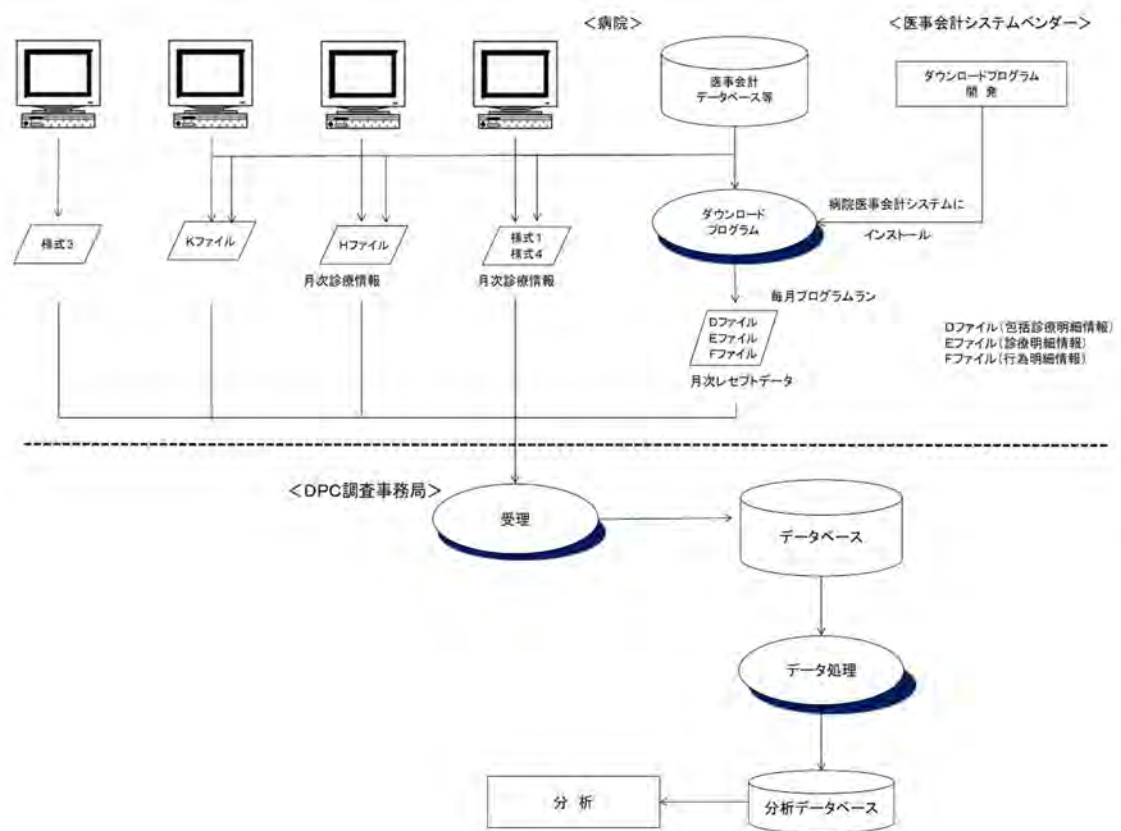 ＜病院＞
＜医事会計システムベンダー＞
医事会計
データベース等
ダウンロードプログラム
開 発
様式3
Kファイル
Hファイル
月次診療情報
様式1
様式4
月次診療情報
ダウンロード
プログラム
病院医事会計システムに
インストール
毎月プログラムラン
Dファイル
Eファイル
Fファイル
月次レセプトデータ
Dファイル(包括診療明細情報)
Eファイル(診療明細情報)
Fファイル(行為明細情報)
＜DPC調査事務局＞
受理
データベース
データ処理
分析データベース
分 析